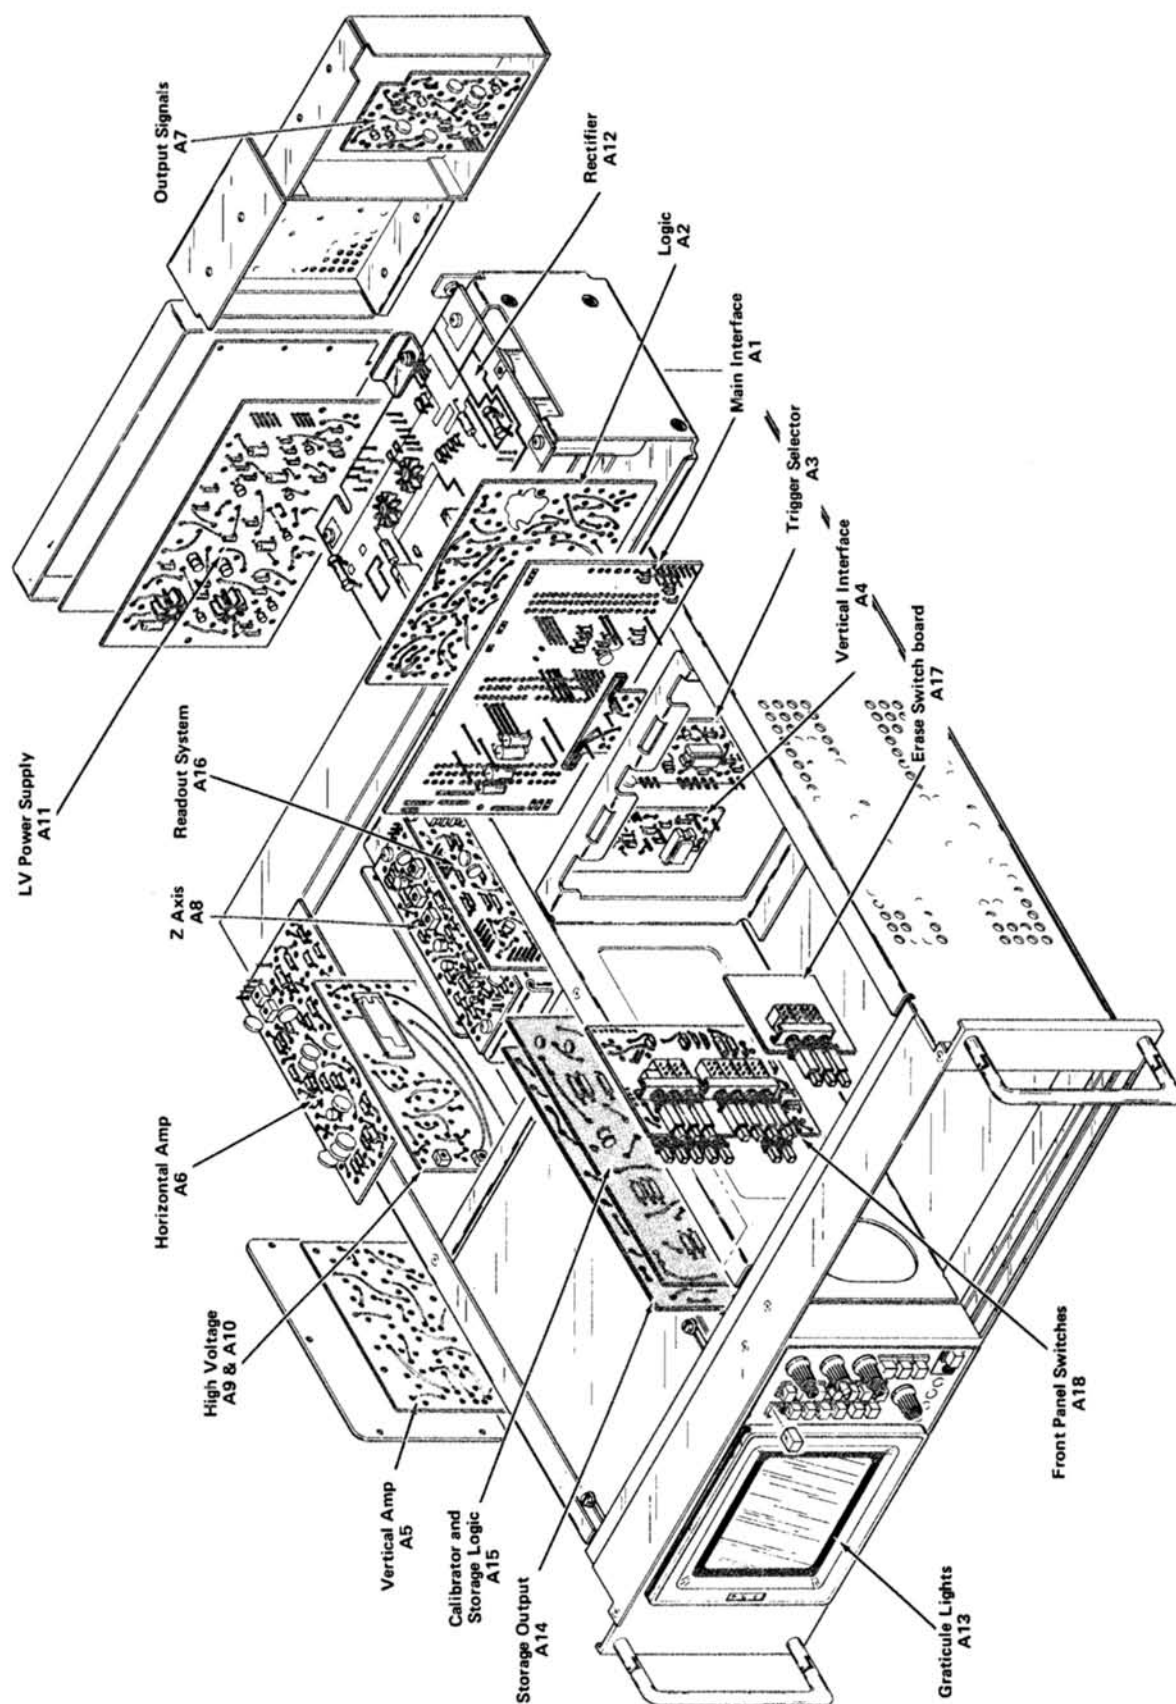 LV Power Supply
A11
Output Signals
A7
Z Axis
A8
Readout System
A16
Rectifier
A12
Horizontal Amp
A6
Logic
A2
High Voltage
A9 & A10
Main Interface
A1
Vertical Amp
A5
Trigger Selector
A3
Calibrator and
Storage Logic
A15
Vertical Interface
A4
Storage Output
A14
Erase Switch board
A17
Graticule Lights
A13
Front Panel Switches
A18